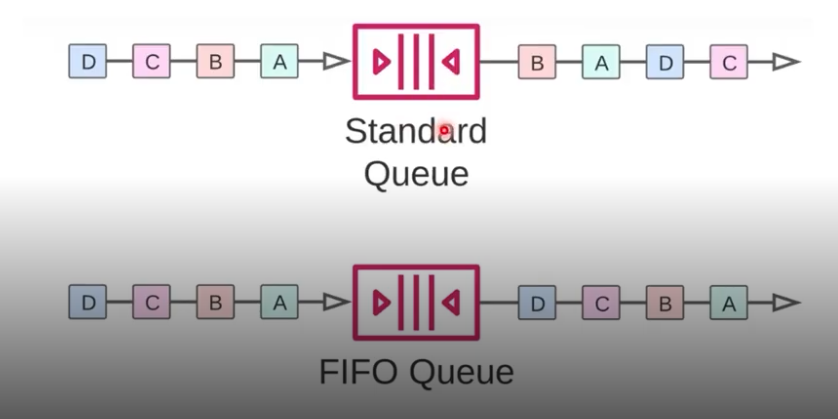 D C B A B A D C
Standard
Queue
D C B A D C B A
FIFO Queue